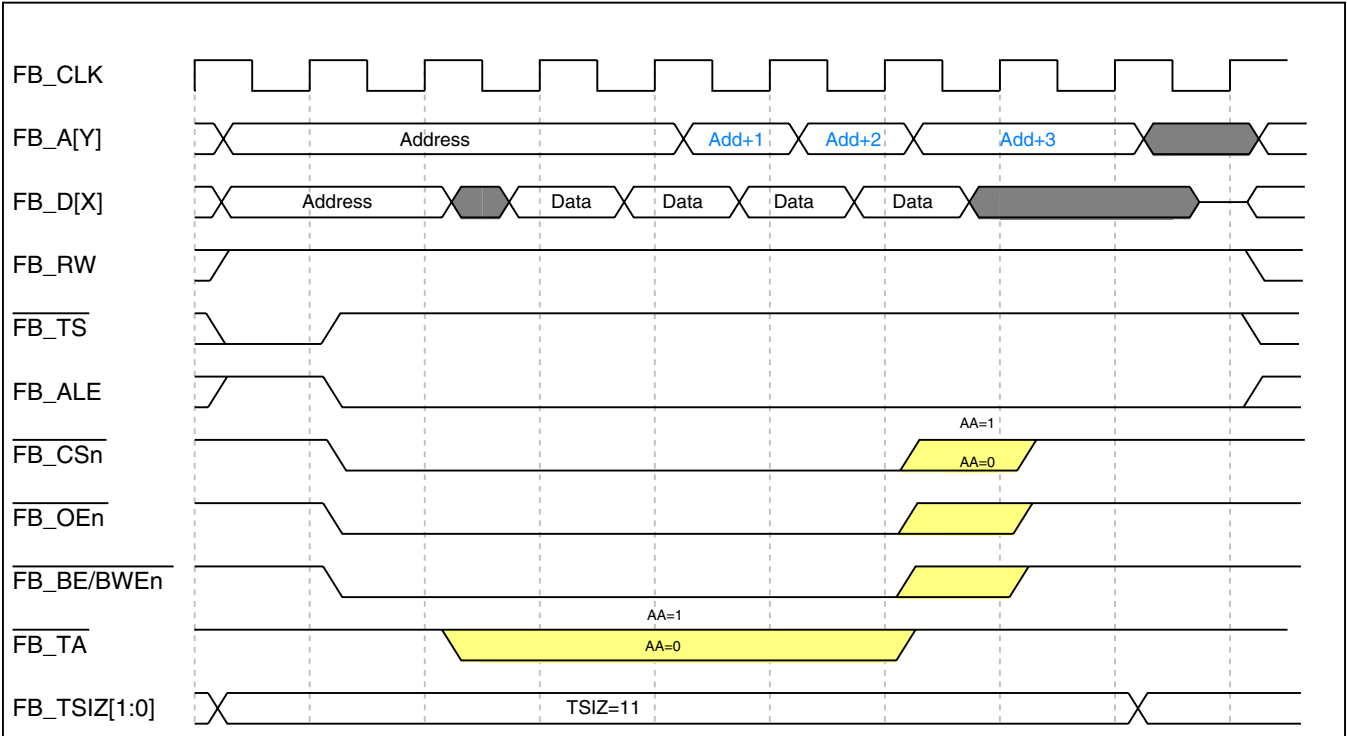 FB_CLK
FB_A[Y] Address Add+1 Add+2 Add+3
FB_D[X] Address Data Data Data Data
FB_RW
FB_TS
FB_ALE
AA=1
FB_CSn AA=0
FB_OEn
FB_BE/BWEn
AA=1
FB_TA AA=0
FB_TSIZ[1:0] TSIZ=11